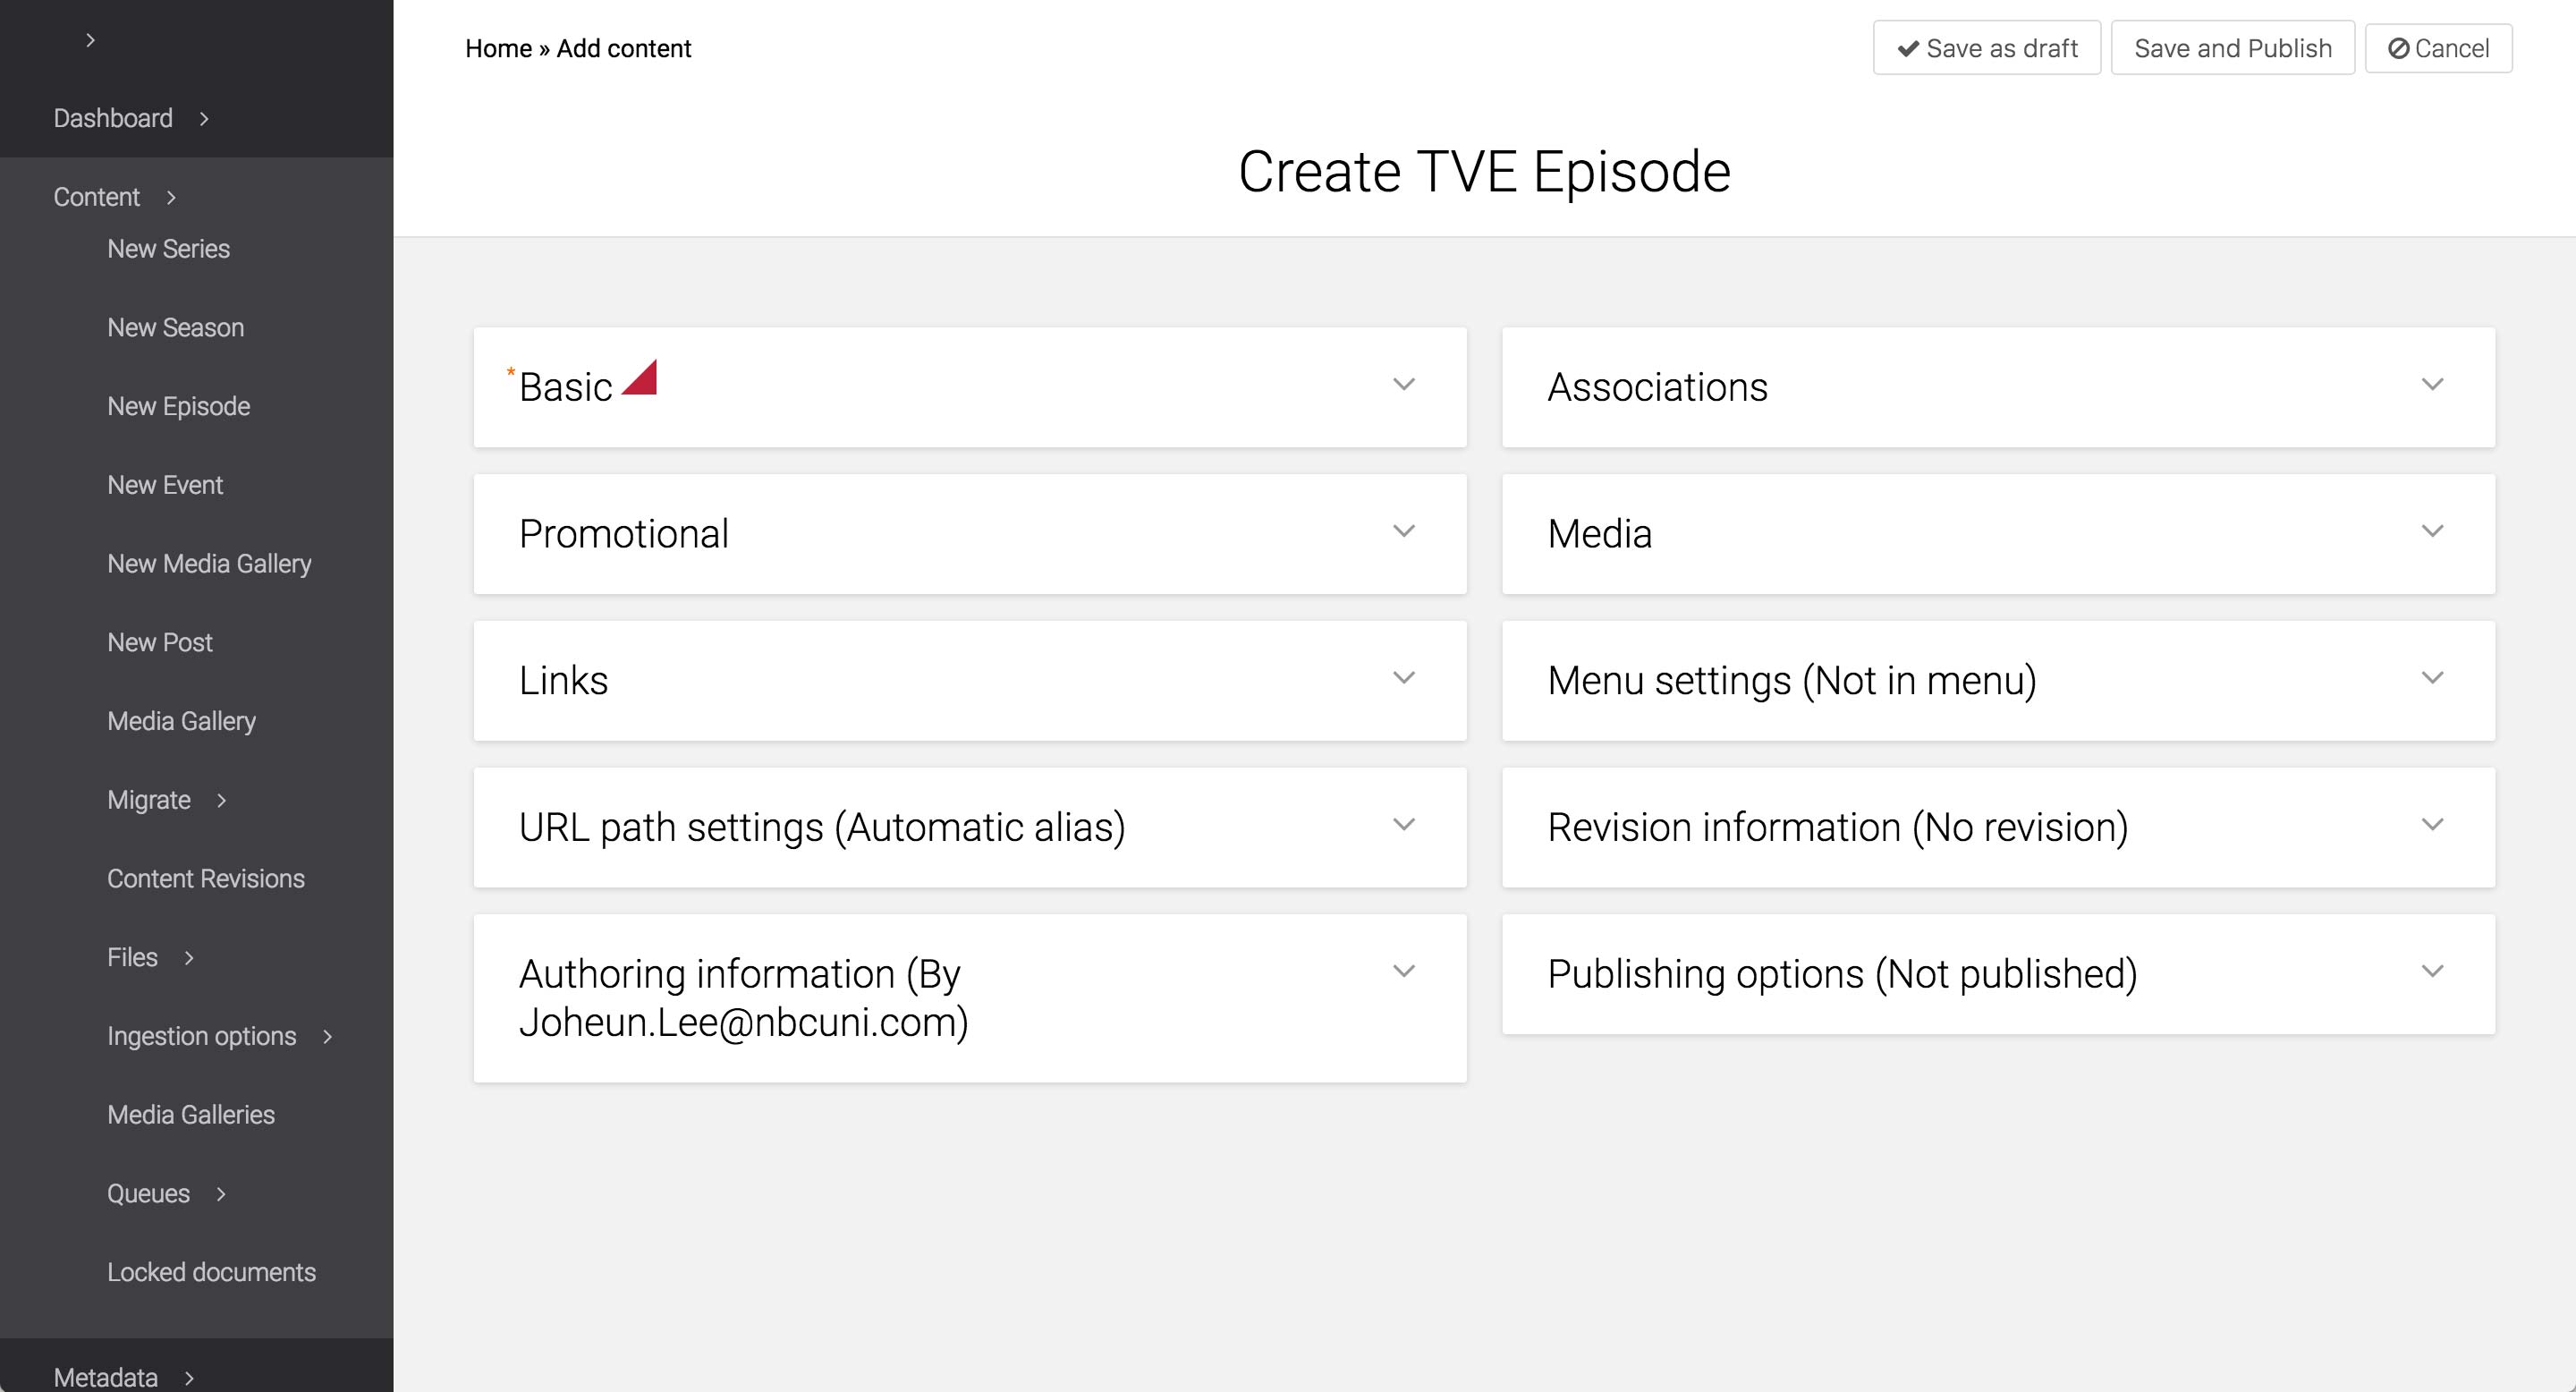 Dashboard
Content
New Series
New Season
New Episode
New Event
New Media Gallery
New Post
Media Gallery
Migrate
Content Revisions
Files
Ingestion options
Media Galleries
Queues
Locked documents
Metadata
Home » Add content
Save as draft
Save and Publish
Cancel
Create TVE Episode
*Basic
Associations
Promotional
Media
Links
Menu settings (Not in menu)
URL path settings (Automatic alias)
Revision information (No revision)
Authoring information (By
Joheun.Lee@nbcuni.com)
Publishing options (Not published)